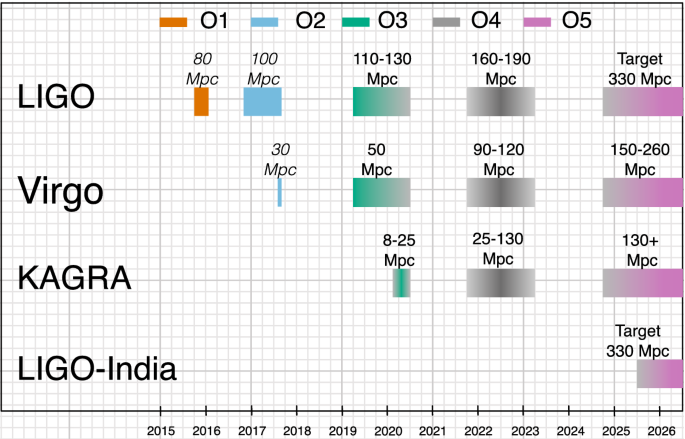 O1 O2 O3 O4 O5
80 100 110-130 160-190 Target
Mpc Mpc Mpc Mpc 330 Mpc
LIGO
30 50 90-120 150-260
Mpc Mpc Mpc Mpc
Virgo
8-25 25-130 130+
Mpc Mpc Mpc
KAGRA
Target
330 Mpc
LIGO-India
2015 2016 2017 2018 2019 2020 2021 2022 2023 2024 2025 2026